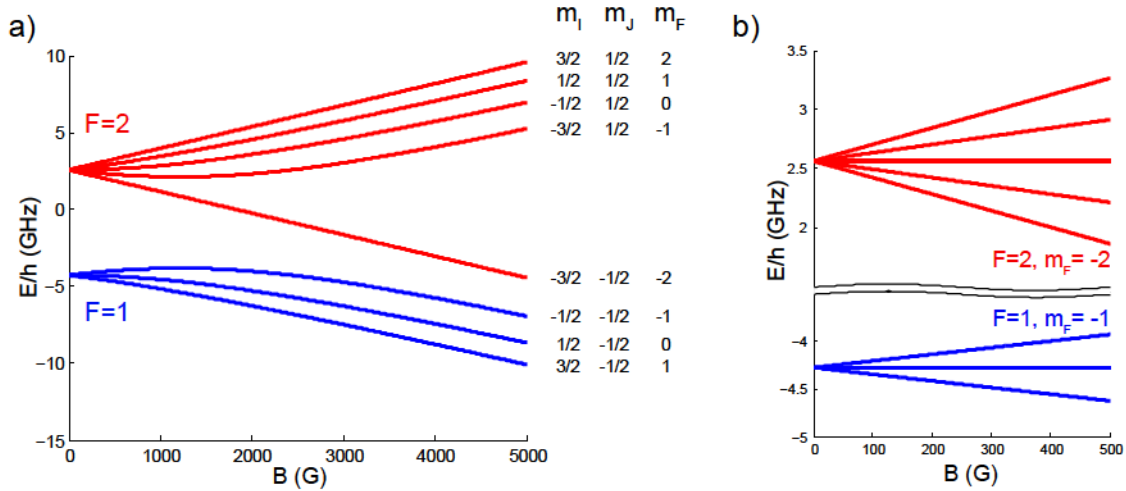 a)
m_I m_J m_F
3/2 1/2 2
1/2 1/2 1
-1/2 1/2 0
-3/2 1/2 -1
-3/2 -1/2 -2
-1/2 -1/2 -1
1/2 -1/2 0
3/2 -1/2 1
F=2
F=1
E/h (GHz)
10
5
0
−5
−10
−15
0 1000 2000 3000 4000 5000
B (G)
b)
E/h (GHz)
3.5
3
2.5
2
F=2, m_F= -2
F=1, m_F= -1
−4
−4.5
−5
0 100 200 300 400 500
B (G)